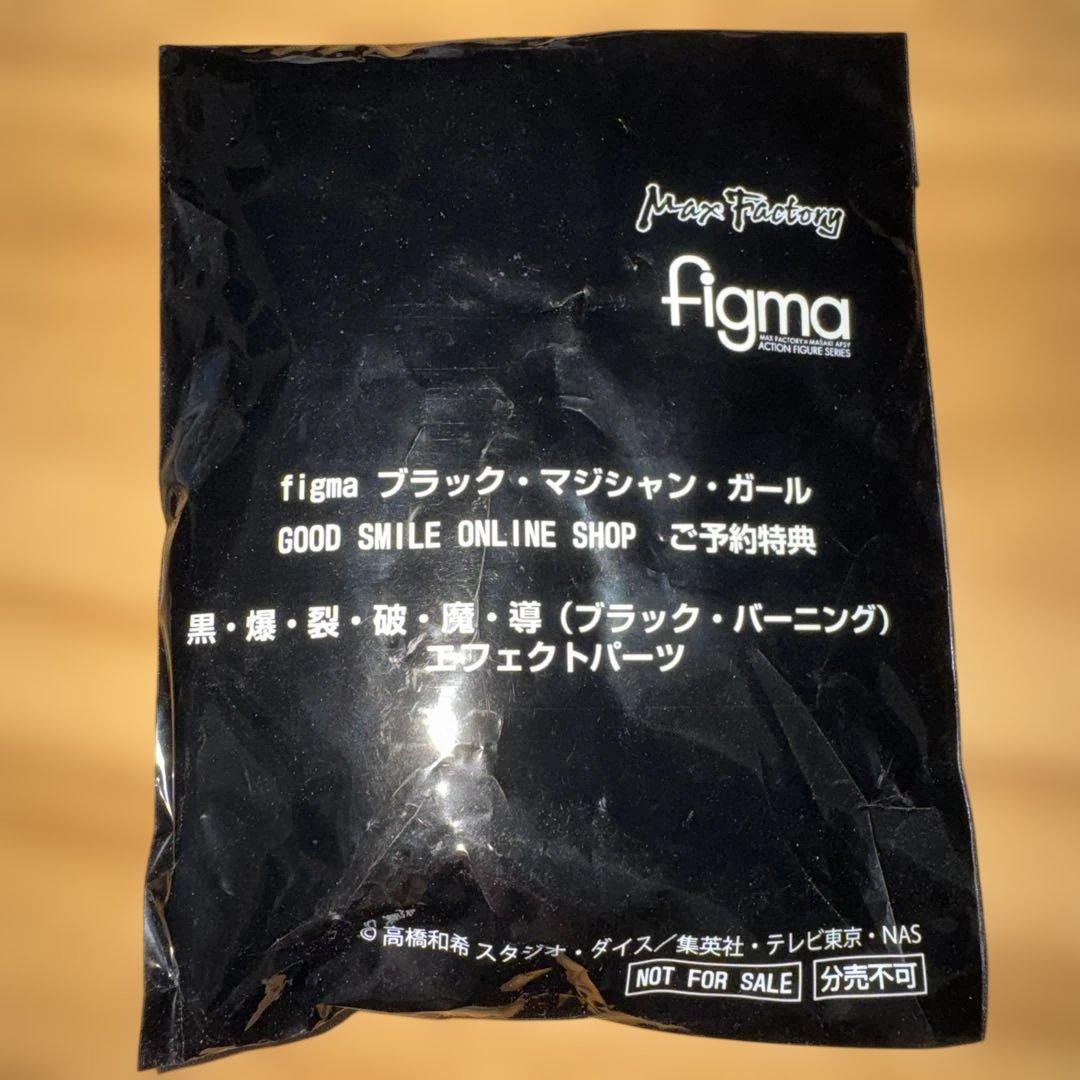 Max Factory
figma
MAX FACTORY × MASAKI APSY
ACTION FIGURE SERIES
figma ブラック・マジシャン・ガール
GOOD SMILE ONLINE SHOP ご予約特典
黒・爆・裂・破・魔・導（ブラック・バーニング）
エフェクトパーツ
© 高橋和希 スタジオ・ダイス／集英社・テレビ東京・NAS
NOT FOR SALE 分売不可